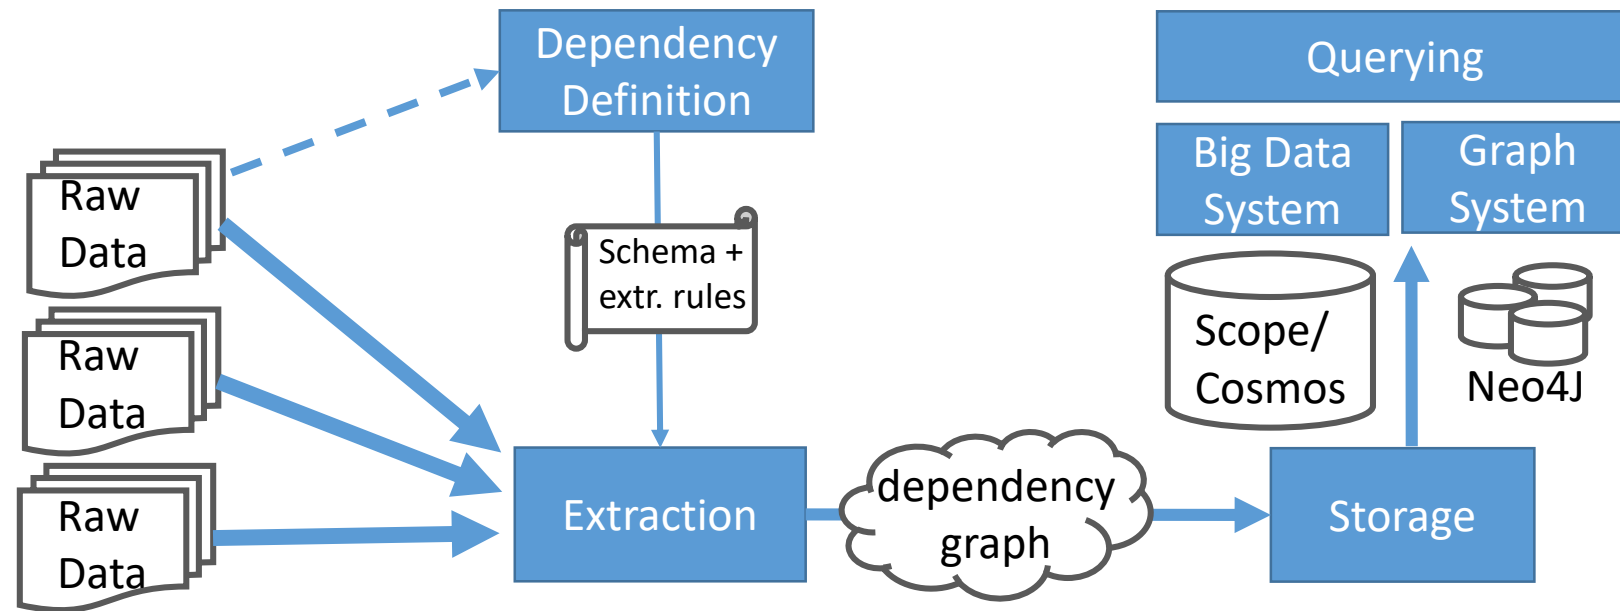 Dependency
Definition
Querying
Big Data
System
Graph
System
Raw
Data
Schema +
extr. rules
Raw
Data
Scope/
Cosmos
Neo4J
Raw
Data
Extraction
dependency
graph
Storage